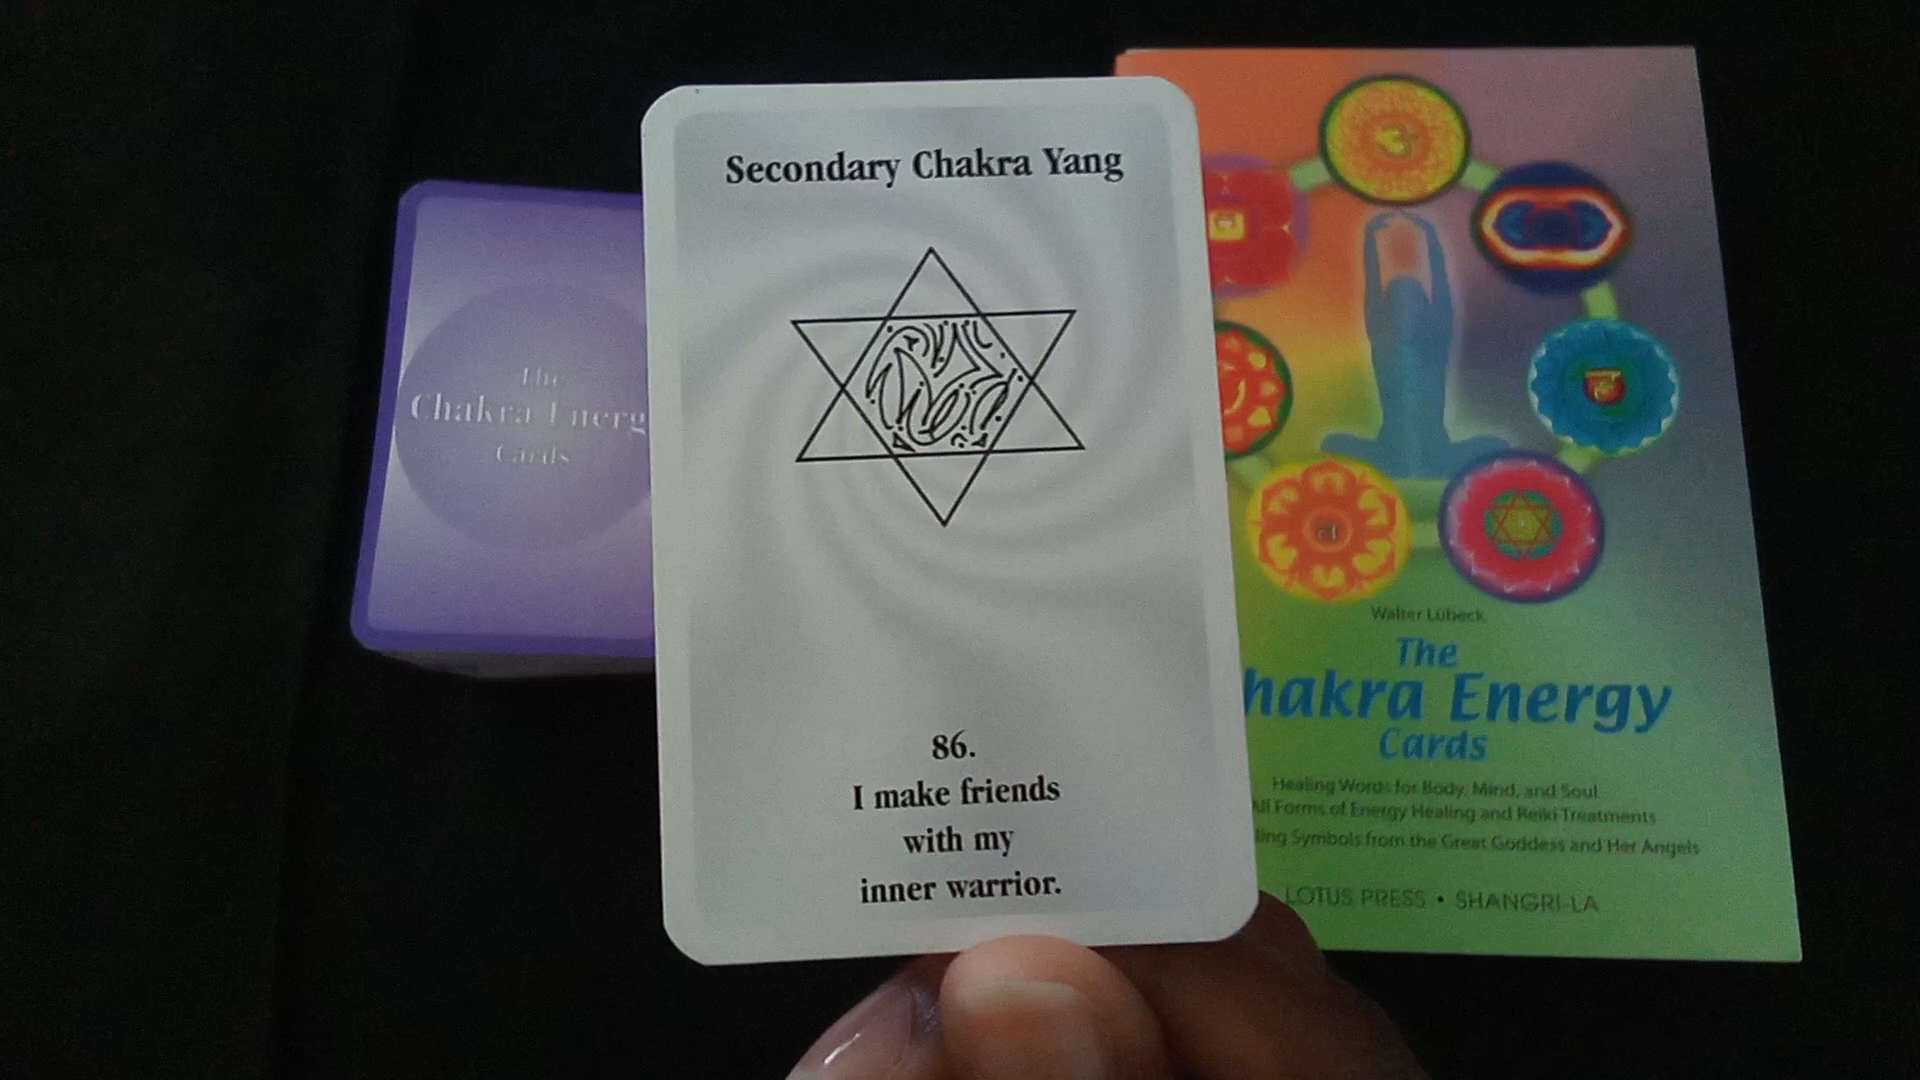 The
Chakra Energ
Cards
Secondary Chakra Yang
86.
I make friends
with my
inner warrior.
Walter Lübeck
The
hakra Energy
Cards
Healing Words for Body, Mind, and Soul
All Forms of Energy Healing and Reiki Treatments
ling Symbols from the Great Goddess and Her Angels
LOTUS PRESS • SHANGRI-LA